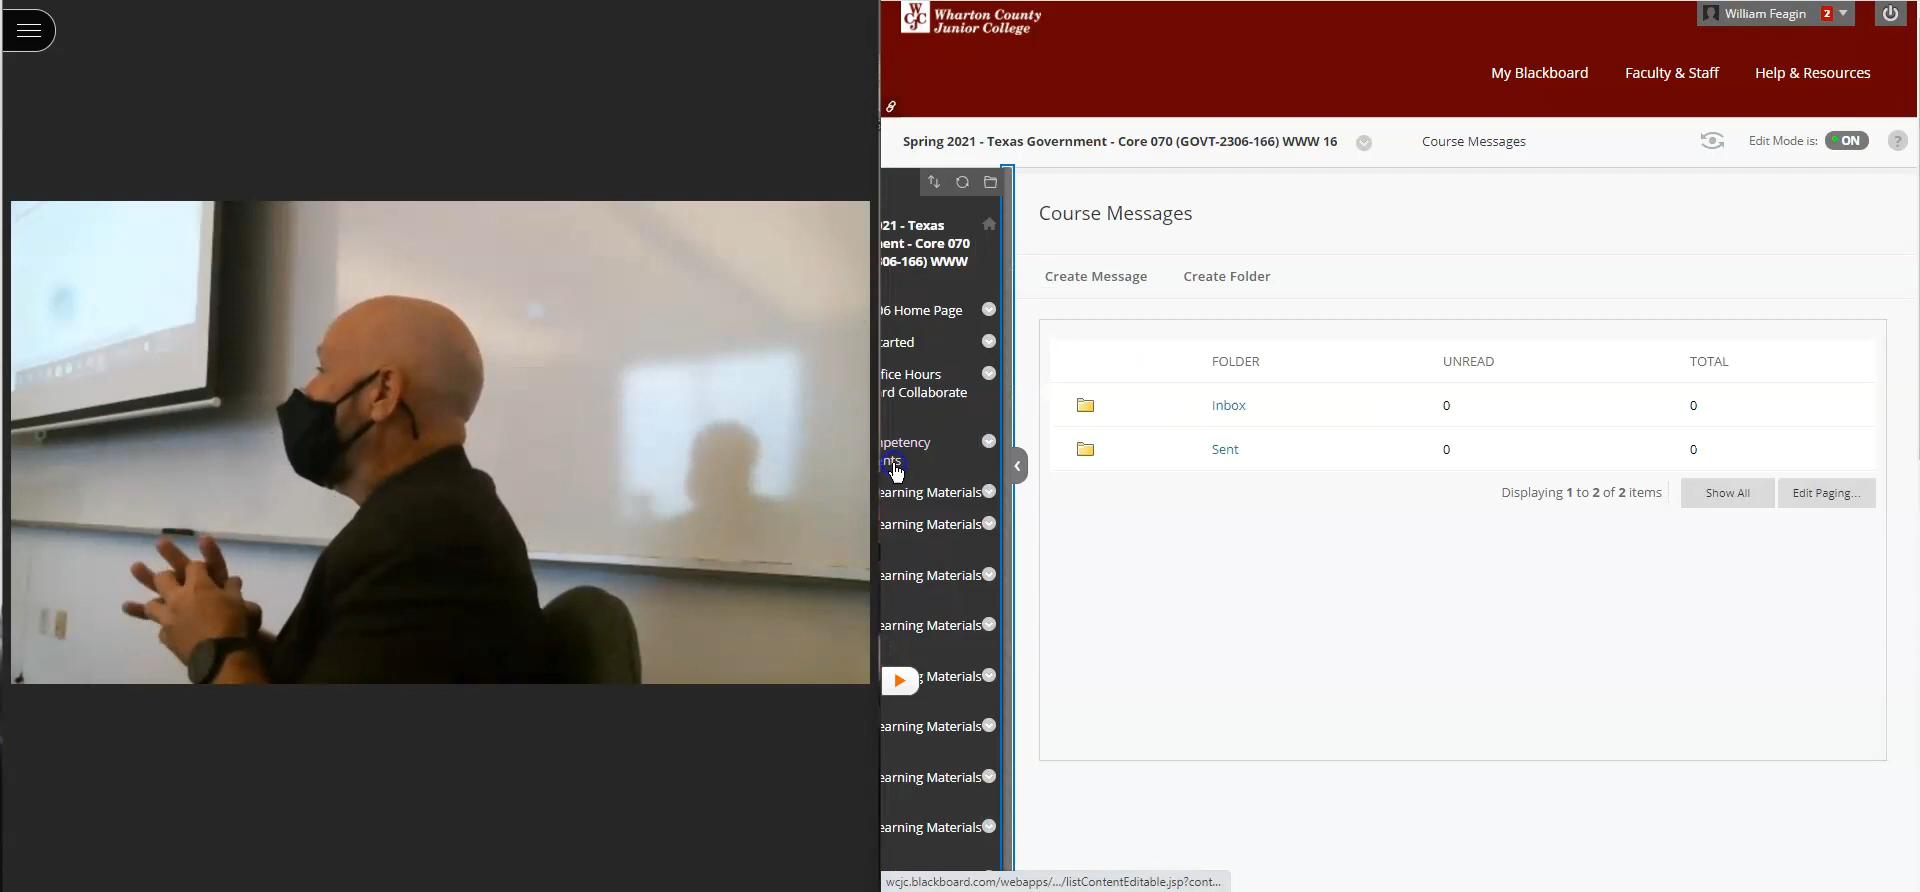 WCJC
Wharton County
Junior College
William Feagin
2
My Blackboard
Faculty & Staff
Help & Resources
Spring 2021 - Texas Government - Core 070 (GOVT-2306-166) WWW 16
Course Messages
Edit Mode is:
ON
?
21 - Texas
ent - Core 070
06-166) WWW
06 Home Page
arted
fice Hours
rd Collaborate
mpetency
nts
earning Materials
earning Materials
earning Materials
earning Materials
g Materials
earning Materials
earning Materials
earning Materials
Course Messages
Create Message
Create Folder
FOLDER
UNREAD
TOTAL
Inbox
0
0
Sent
0
0
Displaying 1 to 2 of 2 items
Show All
Edit Paging...
wcjc.blackboard.com/webapps/.../listContentEditable.jsp?cont...